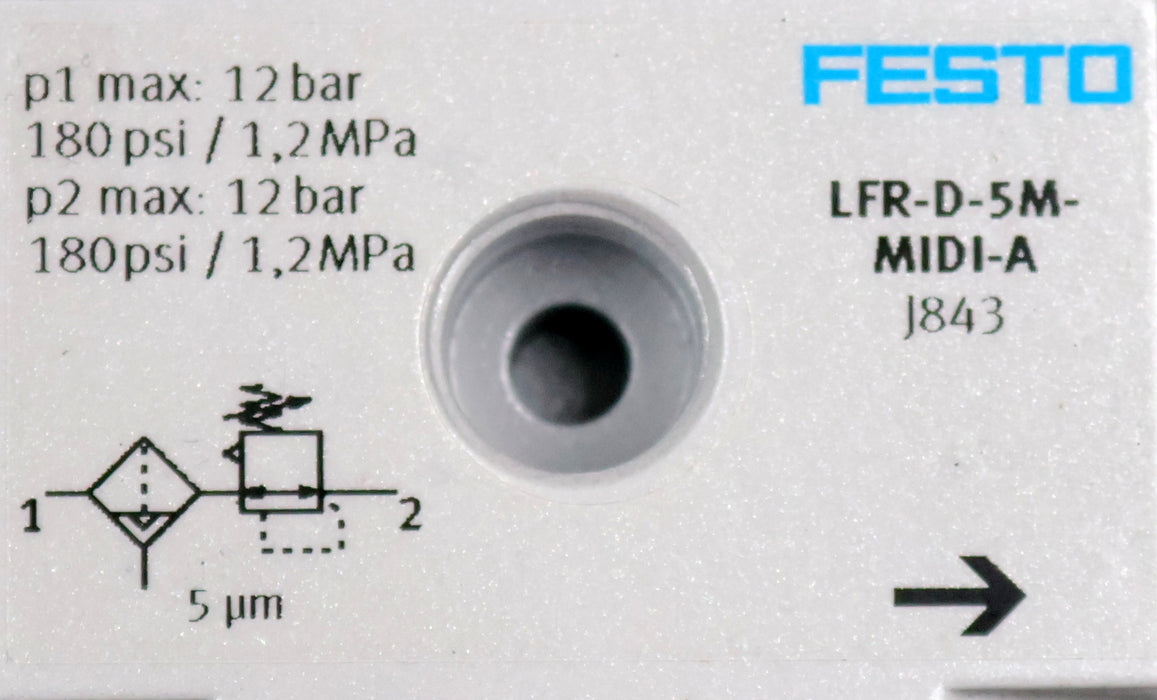 p1 max: 12 bar
180 psi / 1,2 MPa
p2 max: 12 bar
180 psi / 1,2 MPa
FESTO
LFR-D-5M-
MIDI-A
J843
1
2
5 µm